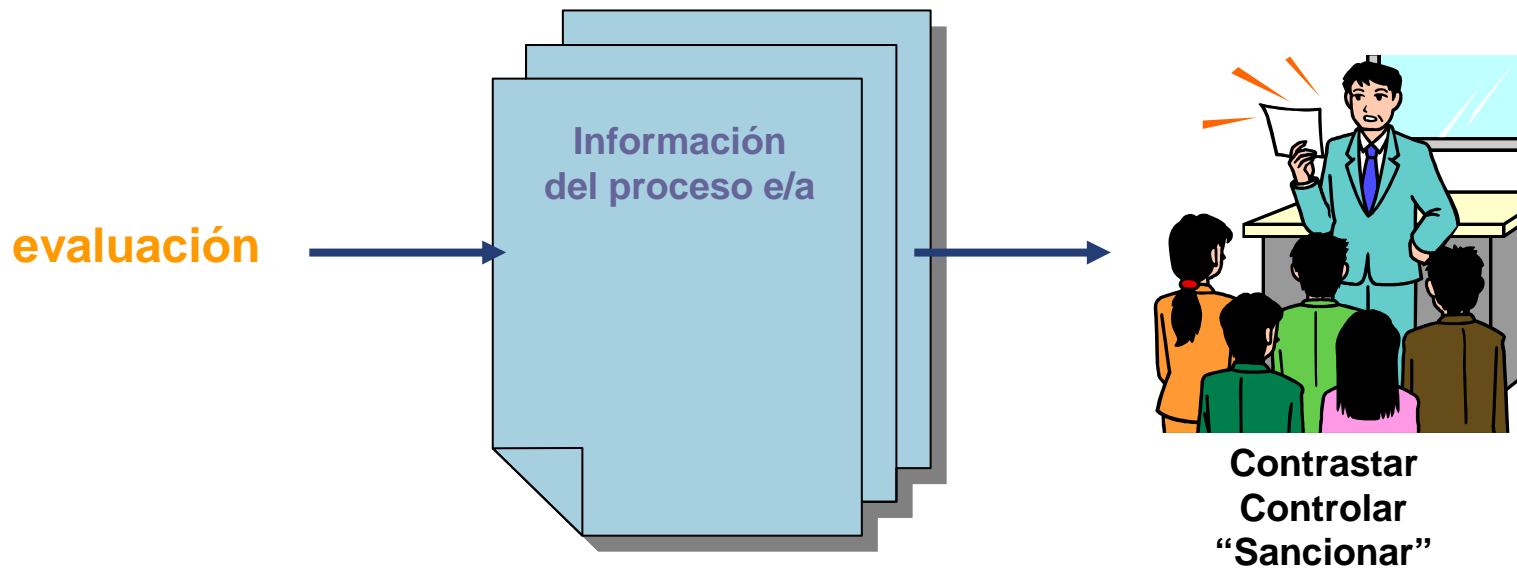 evaluación
Información
del proceso e/a
Contrastar
Controlar
“Sancionar”